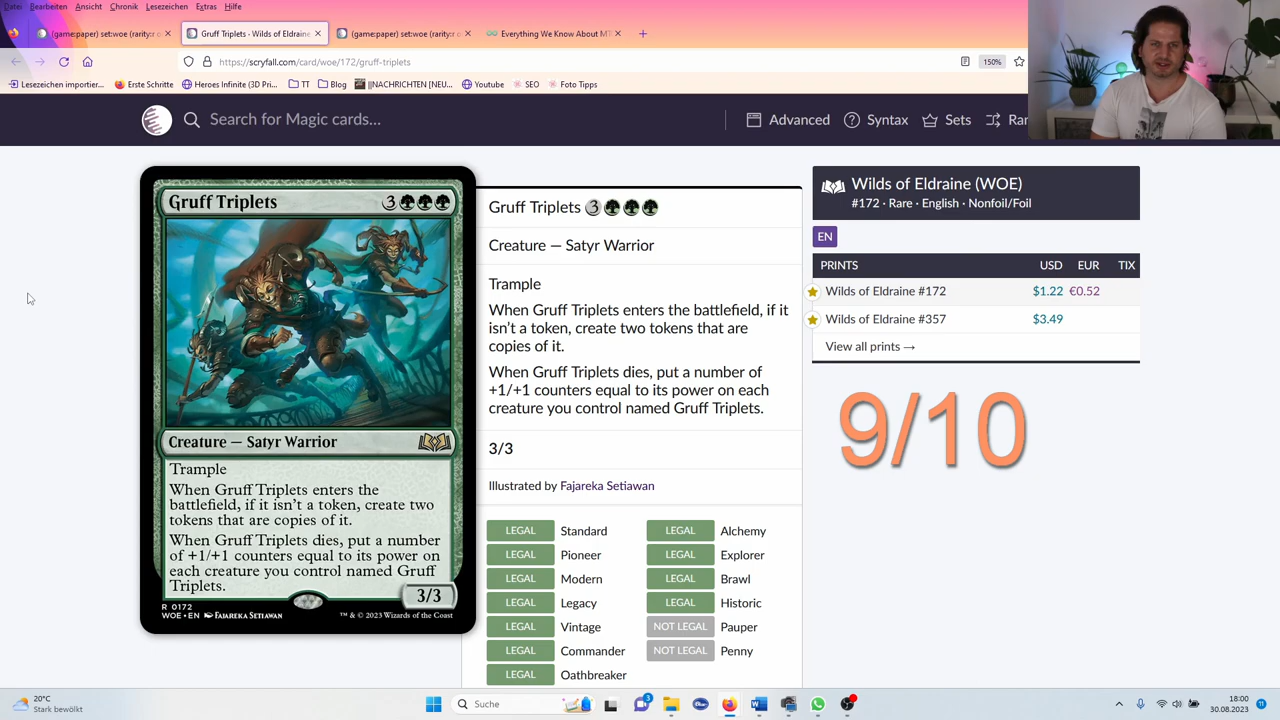 Datei Bearbeiten Ansicht Chronik Lesezeichen Extras Hilfe
(game:paper) set:woe (rarity:r o
Gruff Triplets · Wilds of Eldraine
(game:paper) set:woe (rarity:r o
Everything We Know About MT
https://scryfall.com/card/woe/172/gruff-triplets
150%
Lesezeichen importier...
Erste Schritte
Heroes Infinite (3D Pri...
TT
Blog
||NACHRICHTEN [NEU...
Youtube
SEO
Foto Tipps
Search for Magic cards...
Advanced
Syntax
Sets
Ran
Gruff Triplets 3
Creature — Satyr Warrior
Trample
When Gruff Triplets enters the
battlefield, if it isn't a token, create two
tokens that are copies of it.
When Gruff Triplets dies, put a number
of +1/+1 counters equal to its power on
each creature you control named Gruff
Triplets.
3/3
R 0172
WOE • EN FAJAREKA SETIAWAN
™ & © 2023 Wizards of the Coast
Gruff Triplets 3
Creature — Satyr Warrior
Trample
When Gruff Triplets enters the battlefield, if it
isn't a token, create two tokens that are
copies of it.
When Gruff Triplets dies, put a number of
+1/+1 counters equal to its power on each
creature you control named Gruff Triplets.
3/3
Illustrated by Fajareka Setiawan
LEGAL Standard LEGAL Alchemy
LEGAL Pioneer LEGAL Explorer
LEGAL Modern LEGAL Brawl
LEGAL Legacy LEGAL Historic
LEGAL Vintage NOT LEGAL Pauper
LEGAL Commander NOT LEGAL Penny
LEGAL Oathbreaker
Wilds of Eldraine (WOE)
#172 · Rare · English · Nonfoil/Foil
EN
PRINTS USD EUR TIX
Wilds of Eldraine #172 $1.22 €0.52
Wilds of Eldraine #357 $3.49
View all prints →
9/10
20°C
Stark bewölkt
Suche
3
18:00
30.08.2023